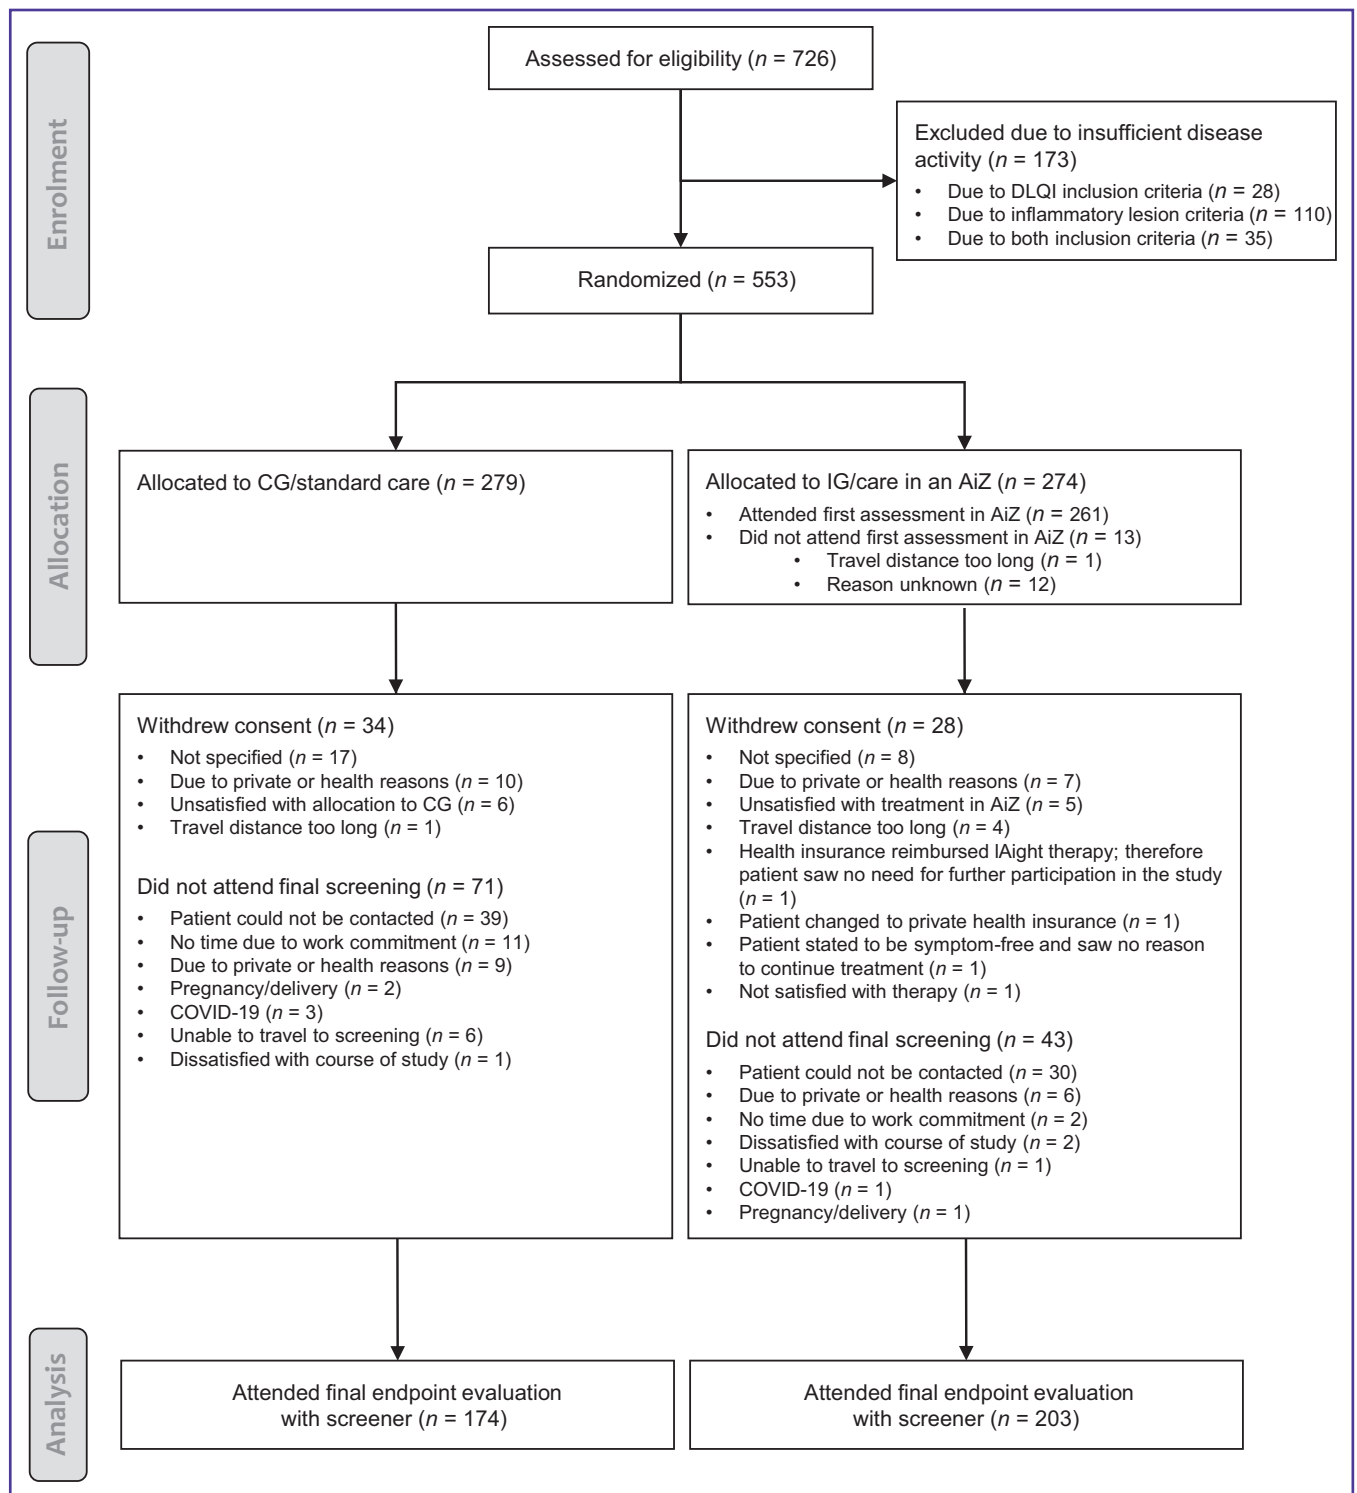 Enrolment
Assessed for eligibility (n = 726)
Excluded due to insufficient disease
activity (n = 173)
• Due to DLQI inclusion criteria (n = 28)
• Due to inflammatory lesion criteria (n = 110)
• Due to both inclusion criteria (n = 35)
Randomized (n = 553)
Allocation
Allocated to CG/standard care (n = 279)
Allocated to IG/care in an AiZ (n = 274)
• Attended first assessment in AiZ (n = 261)
• Did not attend first assessment in AiZ (n = 13)
• Travel distance too long (n = 1)
• Reason unknown (n = 12)
Follow-up
Withdrew consent (n = 34)
• Not specified (n = 17)
• Due to private or health reasons (n = 10)
• Unsatisfied with allocation to CG (n = 6)
• Travel distance too long (n = 1)
Did not attend final screening (n = 71)
• Patient could not be contacted (n = 39)
• No time due to work commitment (n = 11)
• Due to private or health reasons (n = 9)
• Pregnancy/delivery (n = 2)
• COVID-19 (n = 3)
• Unable to travel to screening (n = 6)
• Dissatisfied with course of study (n = 1)
Withdrew consent (n = 28)
• Not specified (n = 8)
• Due to private or health reasons (n = 7)
• Unsatisfied with treatment in AiZ (n = 5)
• Travel distance too long (n = 4)
• Health insurance reimbursed lAight therapy; therefore
patient saw no need for further participation in the study
(n = 1)
• Patient changed to private health insurance (n = 1)
• Patient stated to be symptom-free and saw no reason
to continue treatment (n = 1)
• Not satisfied with therapy (n = 1)
Did not attend final screening (n = 43)
• Patient could not be contacted (n = 30)
• Due to private or health reasons (n = 6)
• No time due to work commitment (n = 2)
• Dissatisfied with course of study (n = 2)
• Unable to travel to screening (n = 1)
• COVID-19 (n = 1)
• Pregnancy/delivery (n = 1)
Analysis
Attended final endpoint evaluation
with screener (n = 174)
Attended final endpoint evaluation
with screener (n = 203)